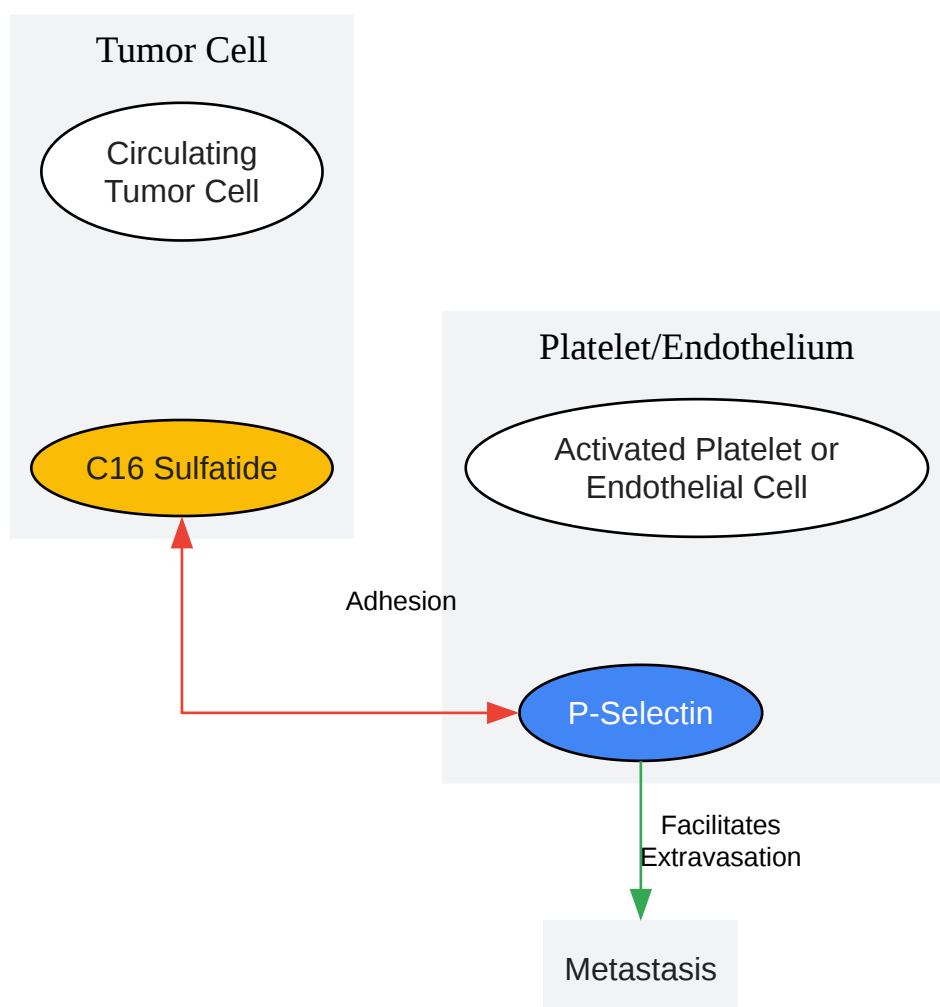 Tumor Cell
Circulating
Tumor Cell
C16 Sulfatide
Platelet/Endothelium
Activated Platelet or
Endothelial Cell
Adhesion
P-Selectin
Facilitates
Extravasation
Metastasis